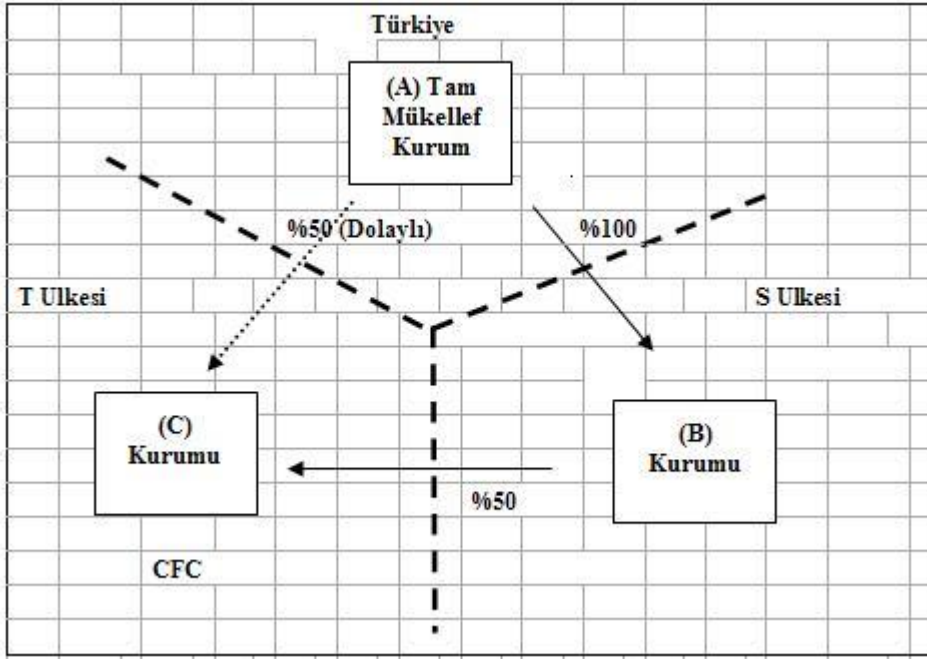 Türkiye
(A) Tam
Mükellef
Kurum
%50 (Dolaylı)
%100
T Ulkesi
S Ulkesi
(C)
Kurumu
(B)
Kurumu
%50
CFC